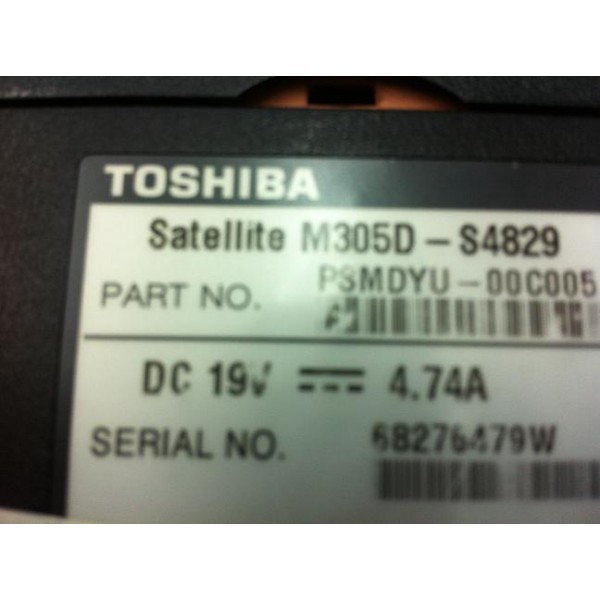 TOSHIBA
Satellite M305D-S4829
PART NO. PSMDYU-00C005
DC 19V 4.74A
SERIAL NO. 68276479W